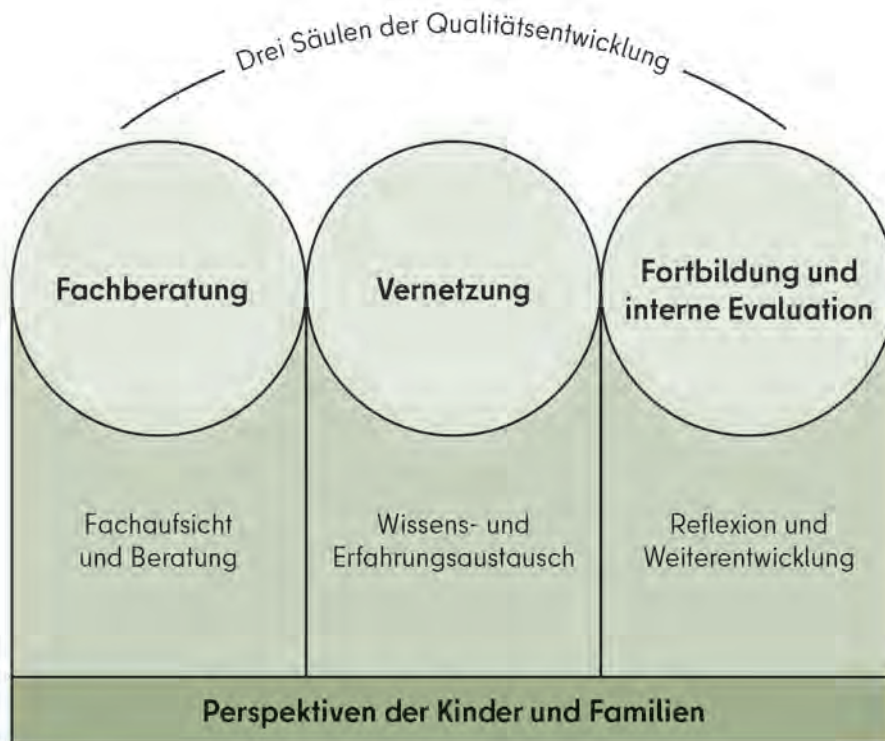 Drei Säulen der Qualitätsentwicklung
Fachberatung
Vernetzung
Fortbildung und
interne Evaluation
Fachaufsicht
und Beratung
Wissens- und
Erfahrungsaustausch
Reflexion und
Weiterentwicklung
Perspektiven der Kinder und Familien